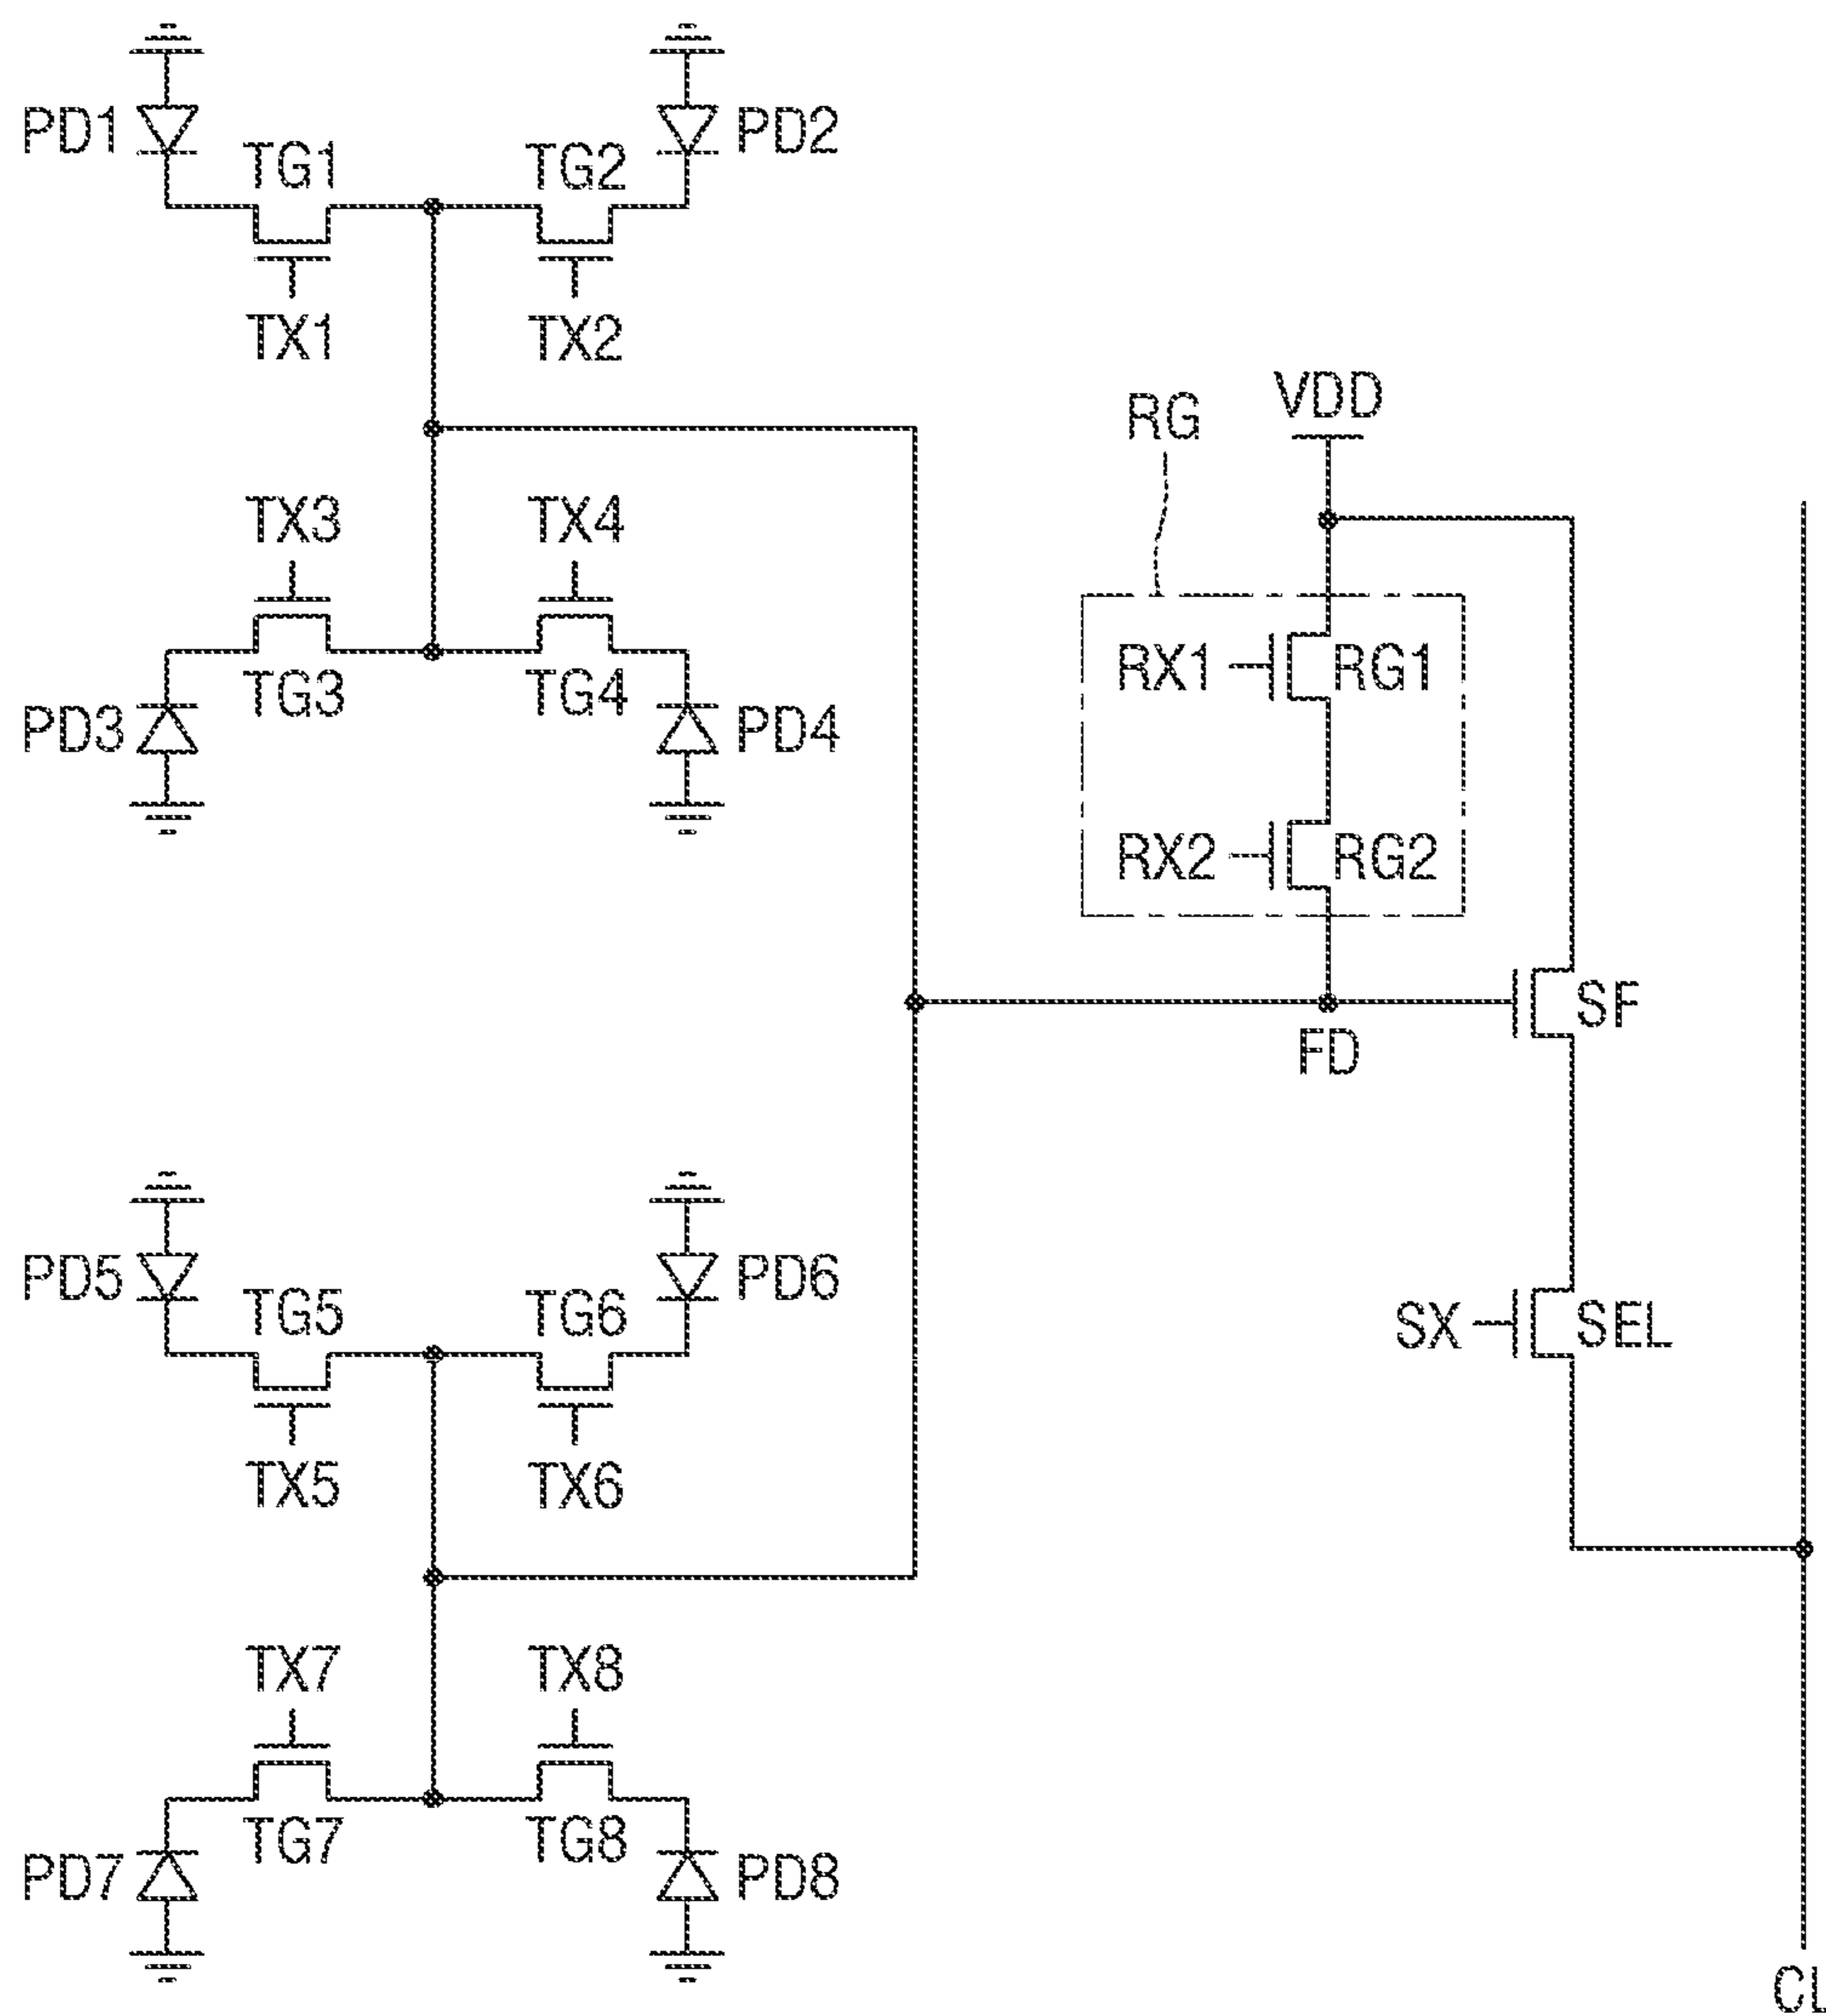 PD1
TG1
TG2
PD2
TX1
TX2
TX3
TX4
PD3
TG3
TG4
PD4
RG
VDD
RX1
RG1
RX2
RG2
SF
FD
PD5
TG5
TG6
PD6
SX
SEL
TX5
TX6
TX7
TX8
PD7
TG7
TG8
PD8
CL